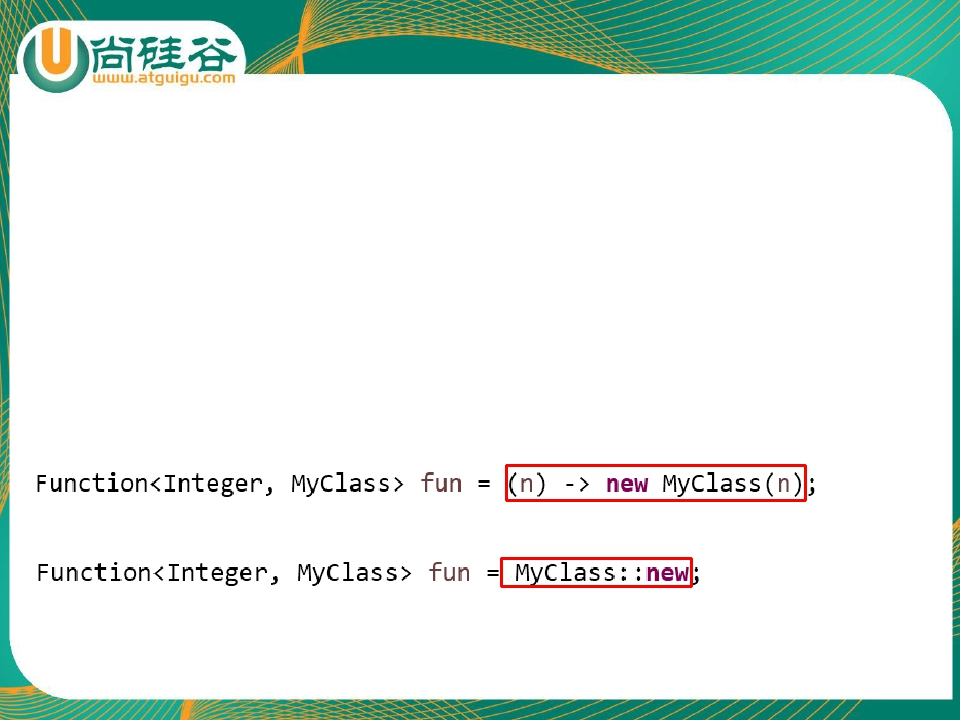 尚硅谷
www.atguigu.com
Function<Integer, MyClass> fun = (n) -> new MyClass(n);
Function<Integer, MyClass> fun = MyClass::new;